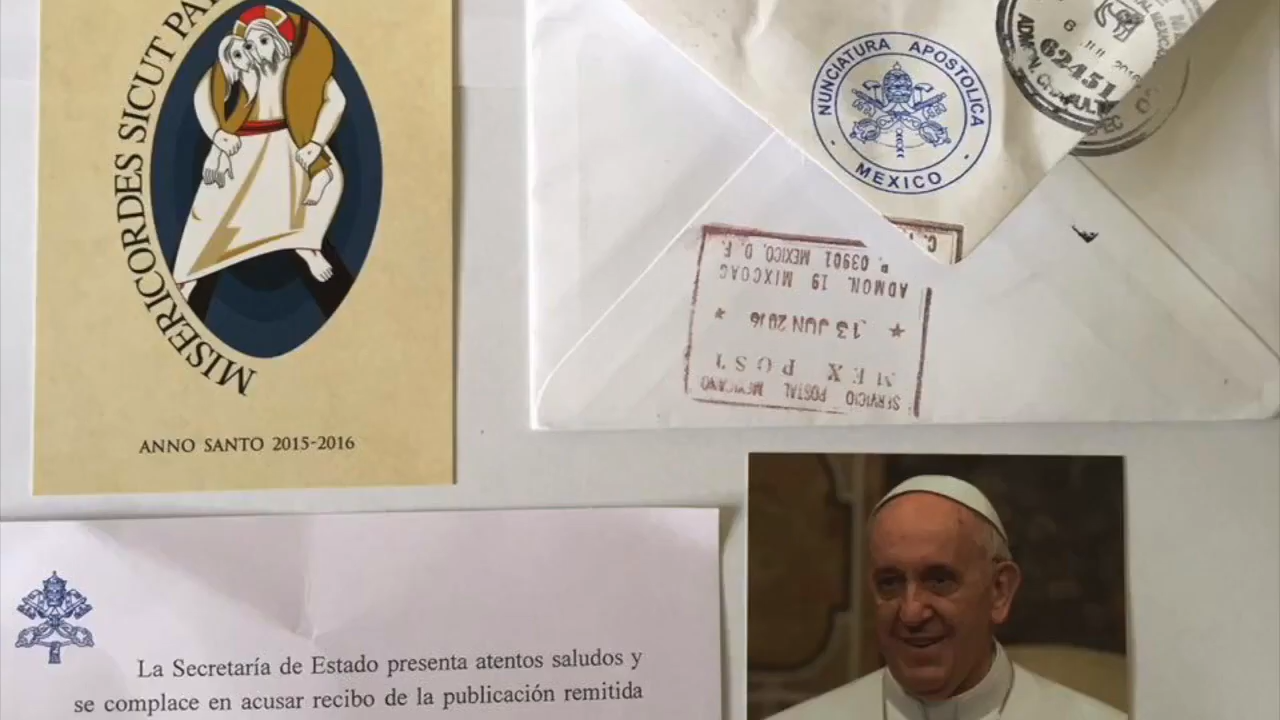 MISERICORDES SICUT PA
ANNO SANTO 2015-2016
NUNCIATURA APOSTOLICA
· MEXICO ·
62451
SERVICIO POSTAL MEXICANO
MEX POST
★ 13 JUN 2016 ★
ADMON. 19 MIXCOAC
P. 03901 MEXICO, D. F.
La Secretaría de Estado presenta atentos saludos y
se complace en acusar recibo de la publicación remitida